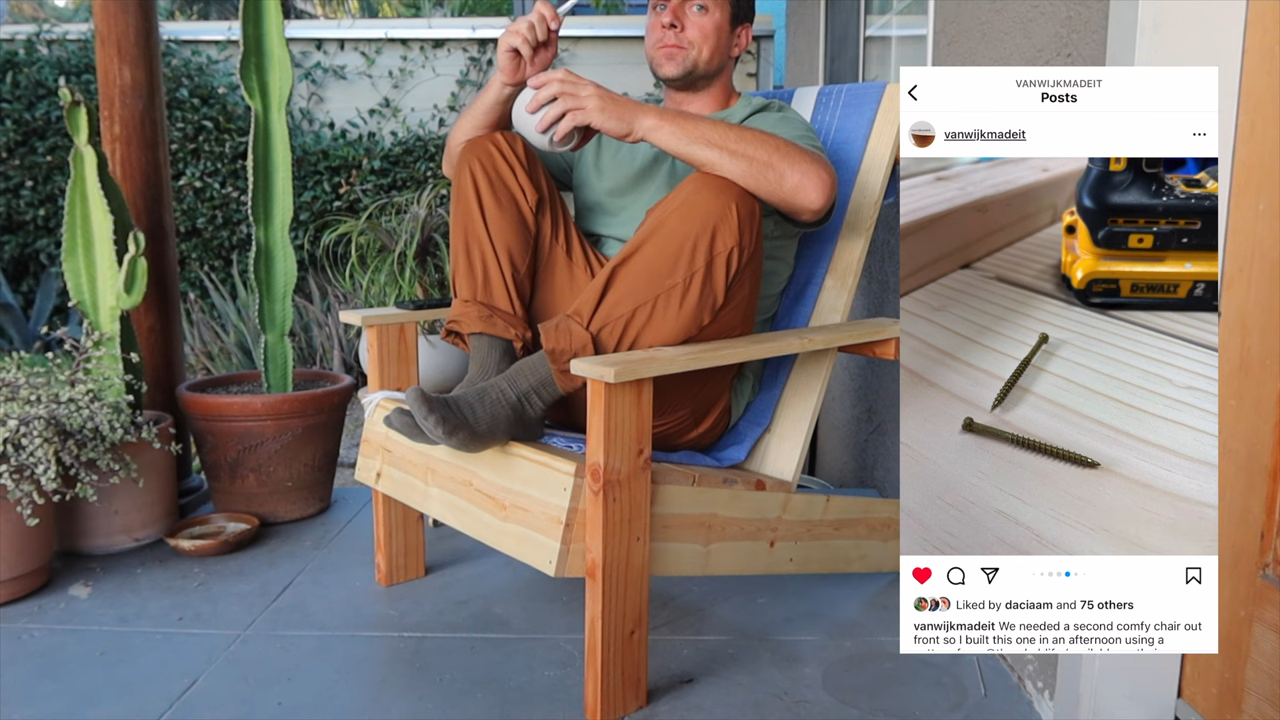 VANWIJKMADEIT
Posts
vanwijkmadeit
DEWALT
2
Liked by daciaam and 75 others
vanwijkmadeit We needed a second comfy chair out
front so I built this one in an afternoon using a